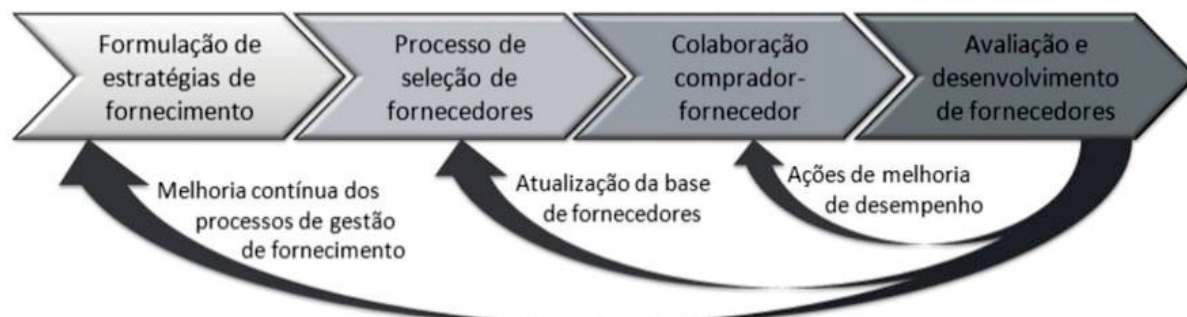 Formulação de
estratégias de
fornecimento
Processo de
seleção de
fornecedores
Colaboração
comprador-
fornecedor
Avaliação e
desenvolvimento
de fornecedores
Melhoria contínua dos
processos de gestão
de fornecimento
Atualização da base
de fornecedores
Ações de melhoria
de desempenho